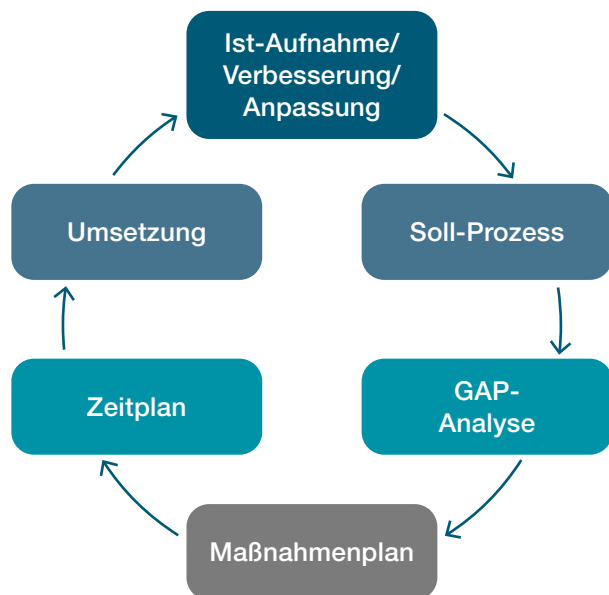 Ist-Aufnahme/
Verbesserung/
Anpassung
Umsetzung
Soll-Prozess
Zeitplan
GAP-
Analyse
Maßnahmenplan